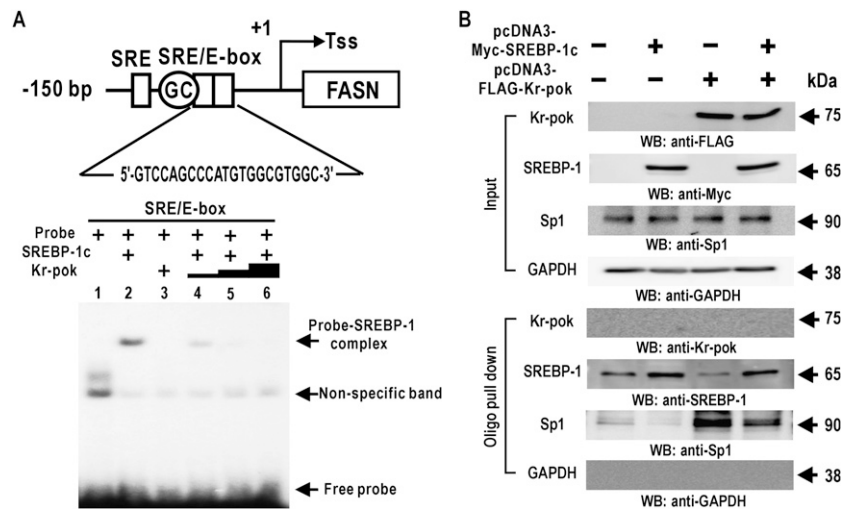 A
+1
Tss
SRE SRE/E-box
-150 bp
GC
FASN
5'-GTCCAGCCCATGTGGCGTGGC-3'
SRE/E-box
Probe + + + + + +
SREBP-1c + + + +
Kr-pok +
1 2 3 4 5 6
Probe-SREBP-1
complex
Non-specific band
Free probe
B
pcDNA3-
Myc-SREBP-1c - + - +
pcDNA3-
FLAG-Kr-pok - - + +
kDa
Input
Kr-pok 75
WB: anti-FLAG
SREBP-1 65
WB: anti-Myc
Sp1 90
WB: anti-Sp1
GAPDH 38
WB: anti-GAPDH
Oligo pull down
Kr-pok 75
WB: anti-Kr-pok
SREBP-1 65
WB: anti-SREBP-1
Sp1 90
WB: anti-Sp1
GAPDH 38
WB: anti-GAPDH